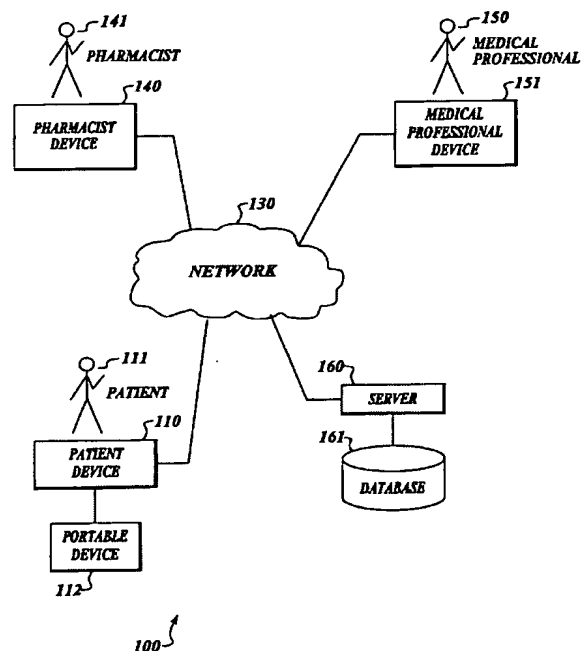 141
PHARMACIST
140
PHARMACIST
DEVICE
150
MEDICAL
PROFESSIONAL
151
MEDICAL
PROFESSIONAL
DEVICE
130
NETWORK
111
PATIENT
110
PATIENT
DEVICE
PORTABLE
DEVICE
112
160
SERVER
161
DATABASE
100